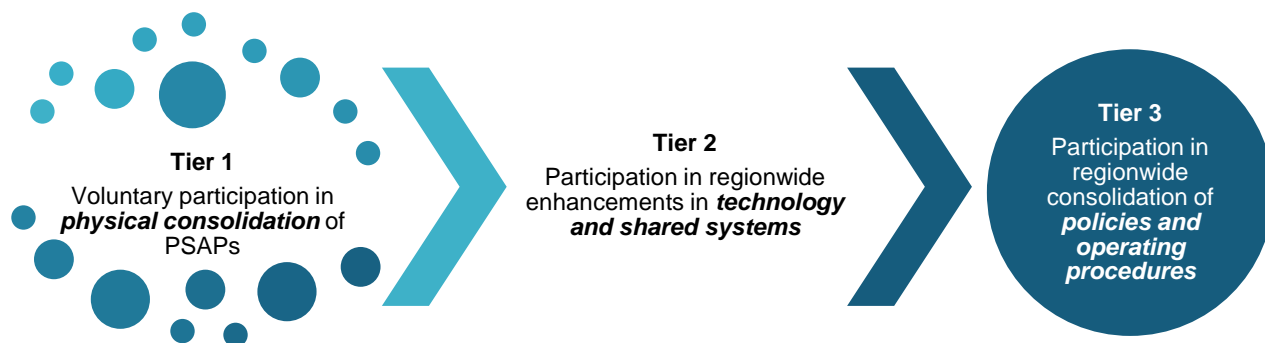 Tier 1
Voluntary participation in
physical consolidation of
PSAPs
Tier 2
Participation in regionwide
enhancements in technology
and shared systems
Tier 3
Participation in
regionwide
consolidation of
policies and
operating
procedures